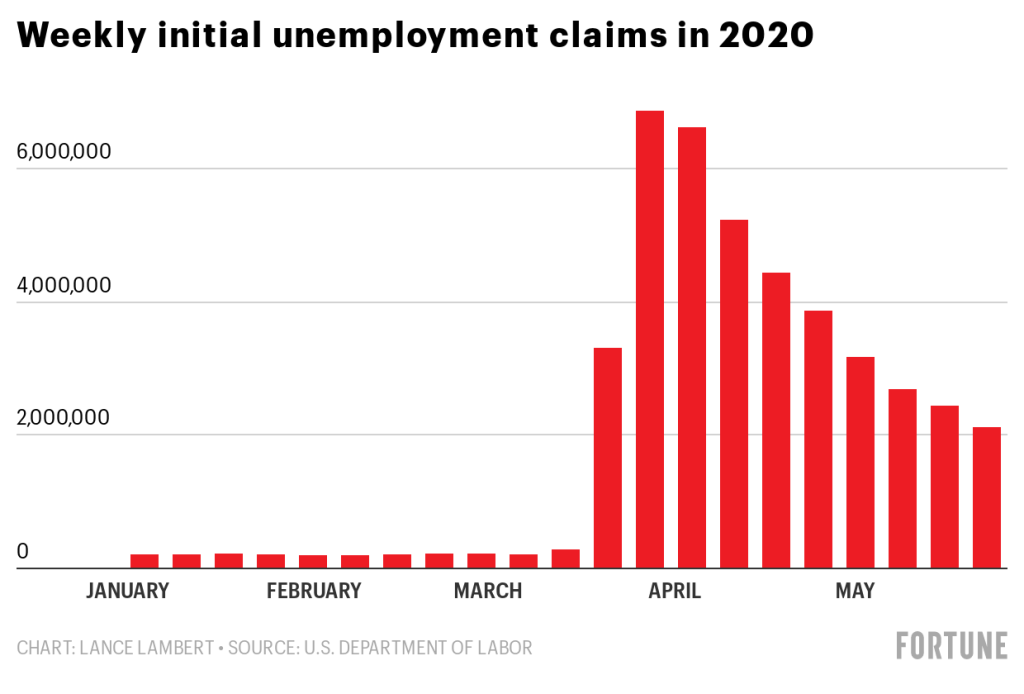 Weekly initial unemployment claims in 2020
6,000,000
4,000,000
2,000,000
0
JANUARY FEBRUARY MARCH APRIL MAY
CHART: LANCE LAMBERT • SOURCE: U.S. DEPARTMENT OF LABOR
FORTUNE